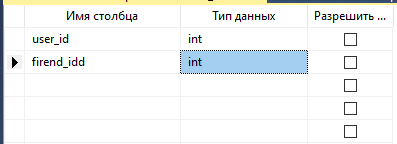 Имя столбца Тип данных Разрешить ...
user_id int
firend_idd int